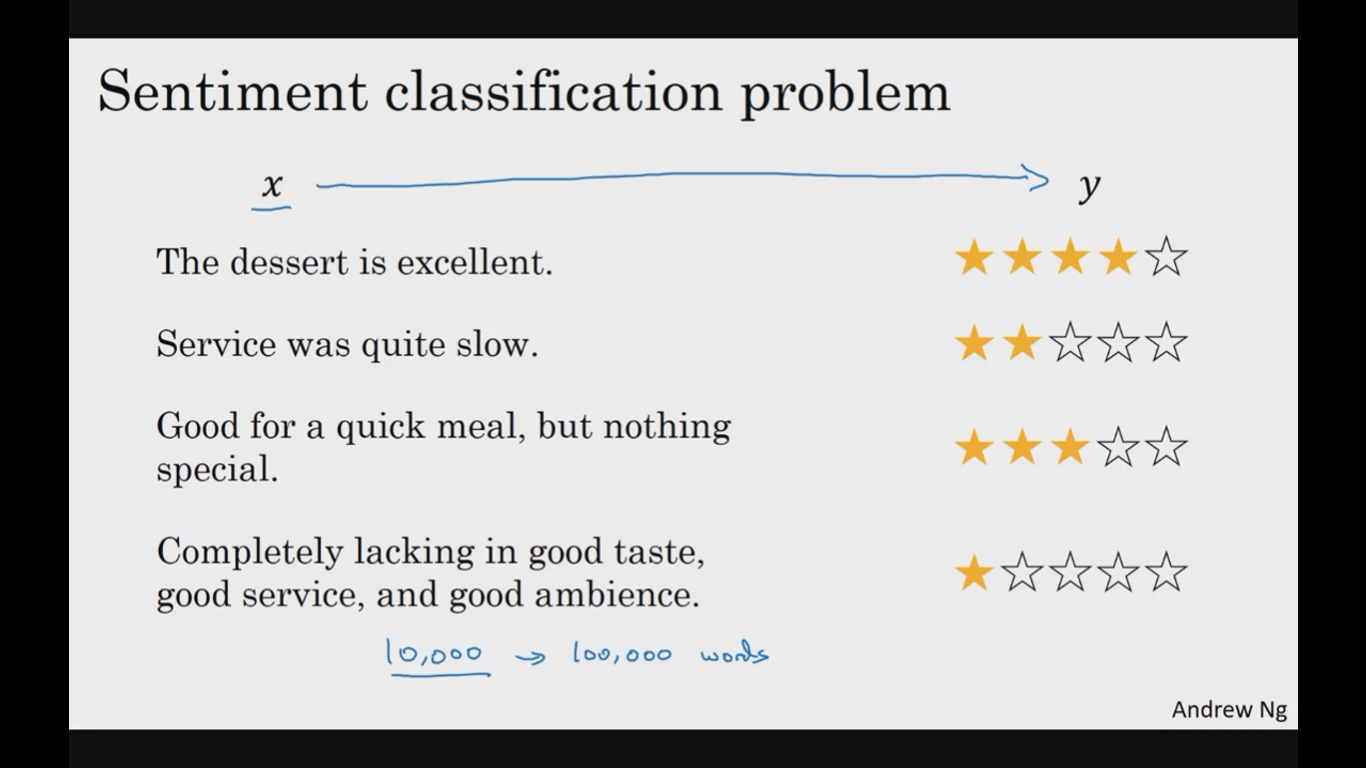 Sentiment classification problem
x → y
The dessert is excellent. ★★★★☆
Service was quite slow. ★★☆☆☆
Good for a quick meal, but nothing
special. ★★★☆☆
Completely lacking in good taste,
good service, and good ambience. ★☆☆☆☆
10,000 → 100,000 words
Andrew Ng